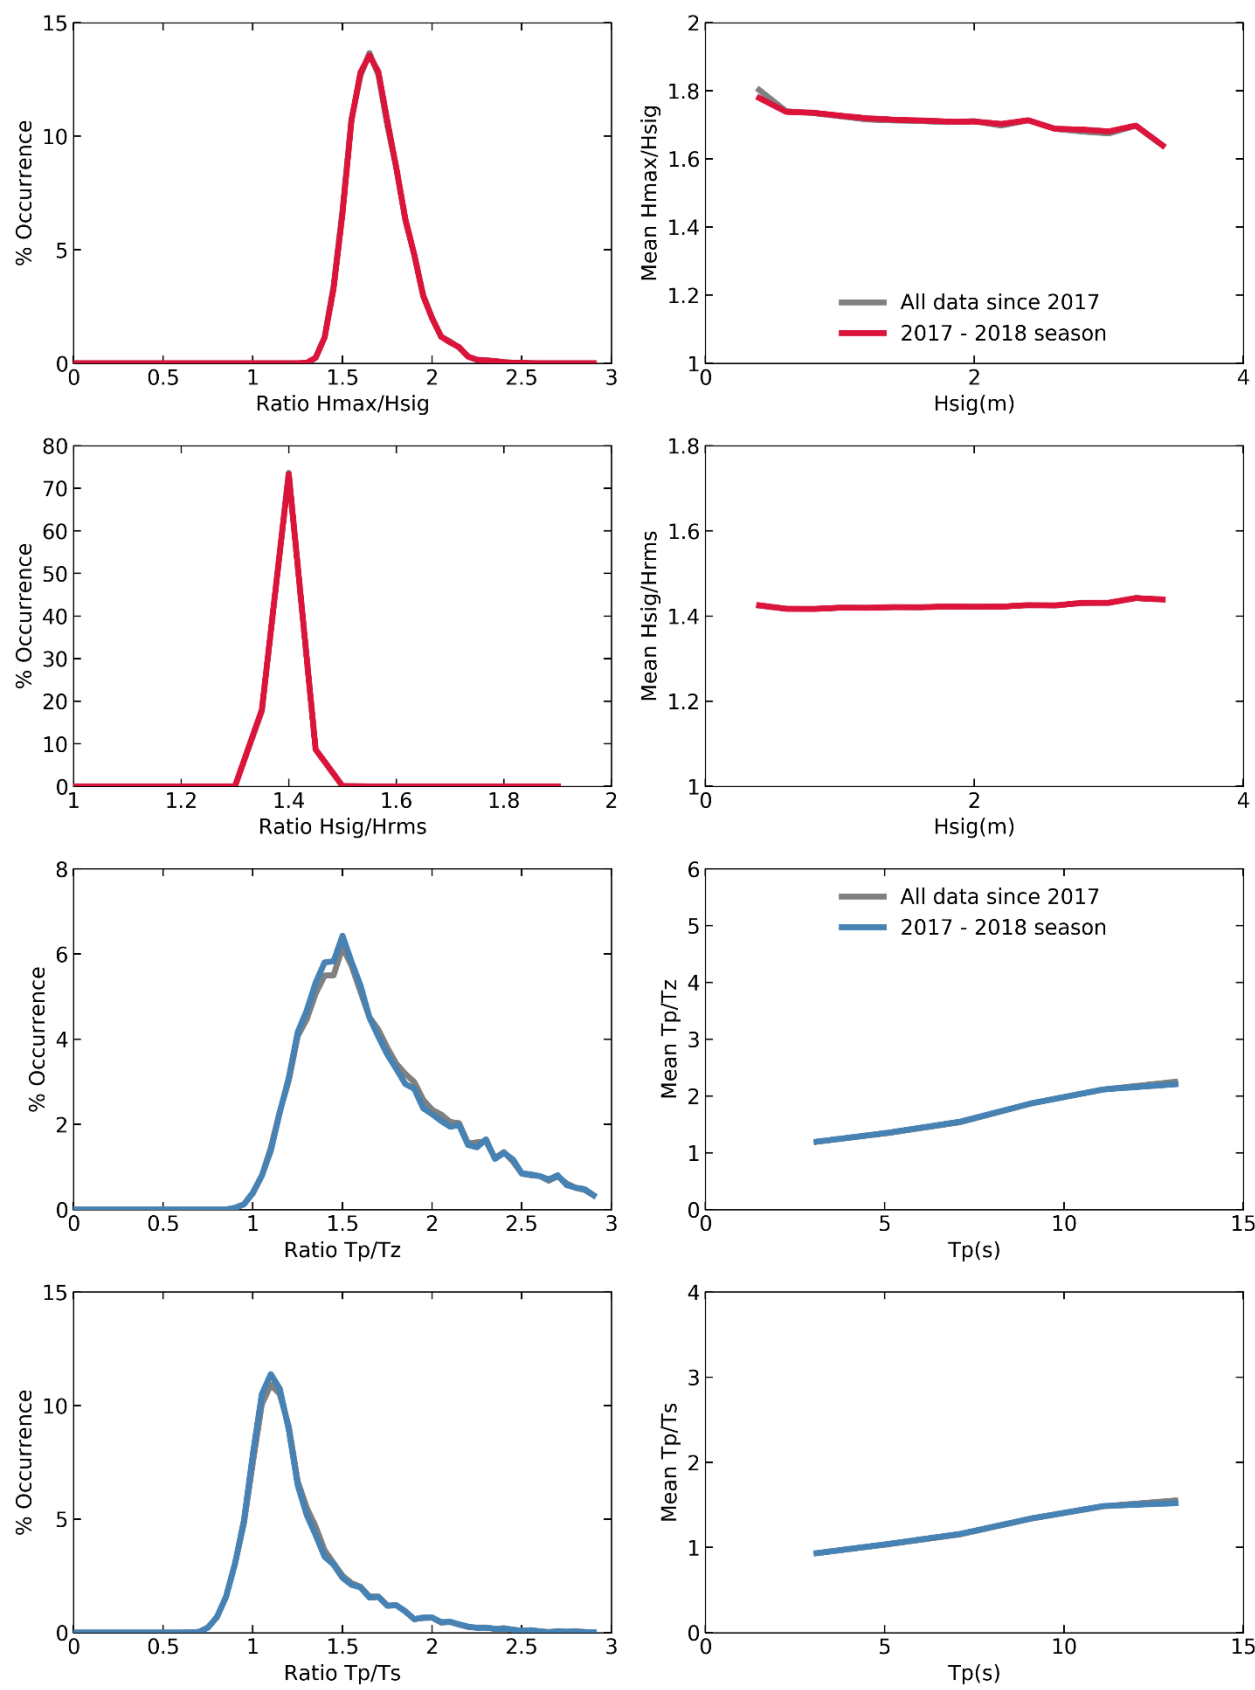 15
10
5
0
% Occurrence
0 0.5 1 1.5 2 2.5 3
Ratio Hmax/Hsig
2
1.8
1.6
1.4
1.2
1
Mean Hmax/Hsig
All data since 2017
2017 - 2018 season
0 2 4
Hsig(m)
80
70
60
50
40
30
20
10
0
% Occurrence
1 1.2 1.4 1.6 1.8 2
Ratio Hsig/Hrms
1.8
1.6
1.4
1.2
1
Mean Hsig/Hrms
0 2 4
Hsig(m)
8
6
4
2
0
% Occurrence
0 0.5 1 1.5 2 2.5 3
Ratio Tp/Tz
6
5
4
3
2
1
0
Mean Tp/Tz
All data since 2017
2017 - 2018 season
0 5 10 15
Tp(s)
15
10
5
0
% Occurrence
0 0.5 1 1.5 2 2.5 3
Ratio Tp/Ts
4
3
2
1
0
Mean Tp/Ts
0 5 10 15
Tp(s)